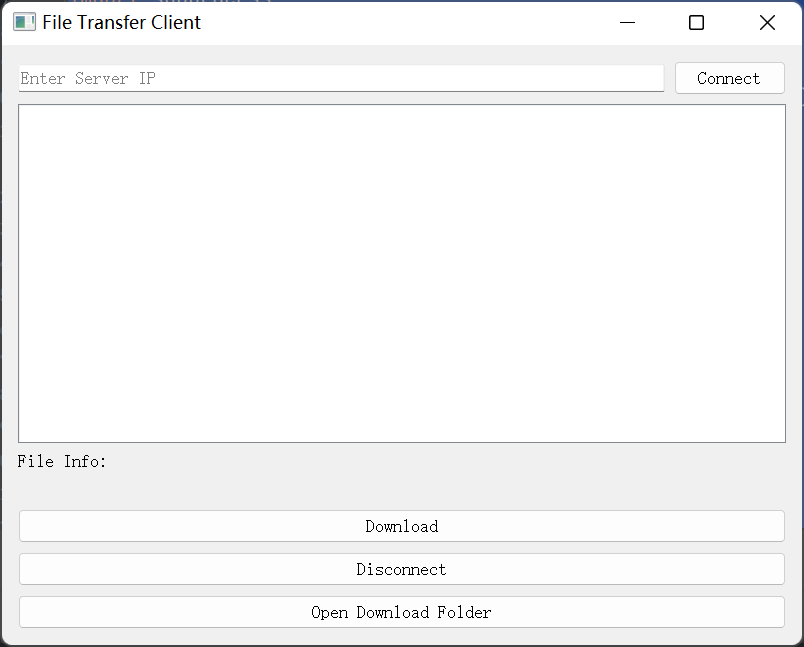 File Transfer Client
Enter Server IP
Connect
File Info:
Download
Disconnect
Open Download Folder